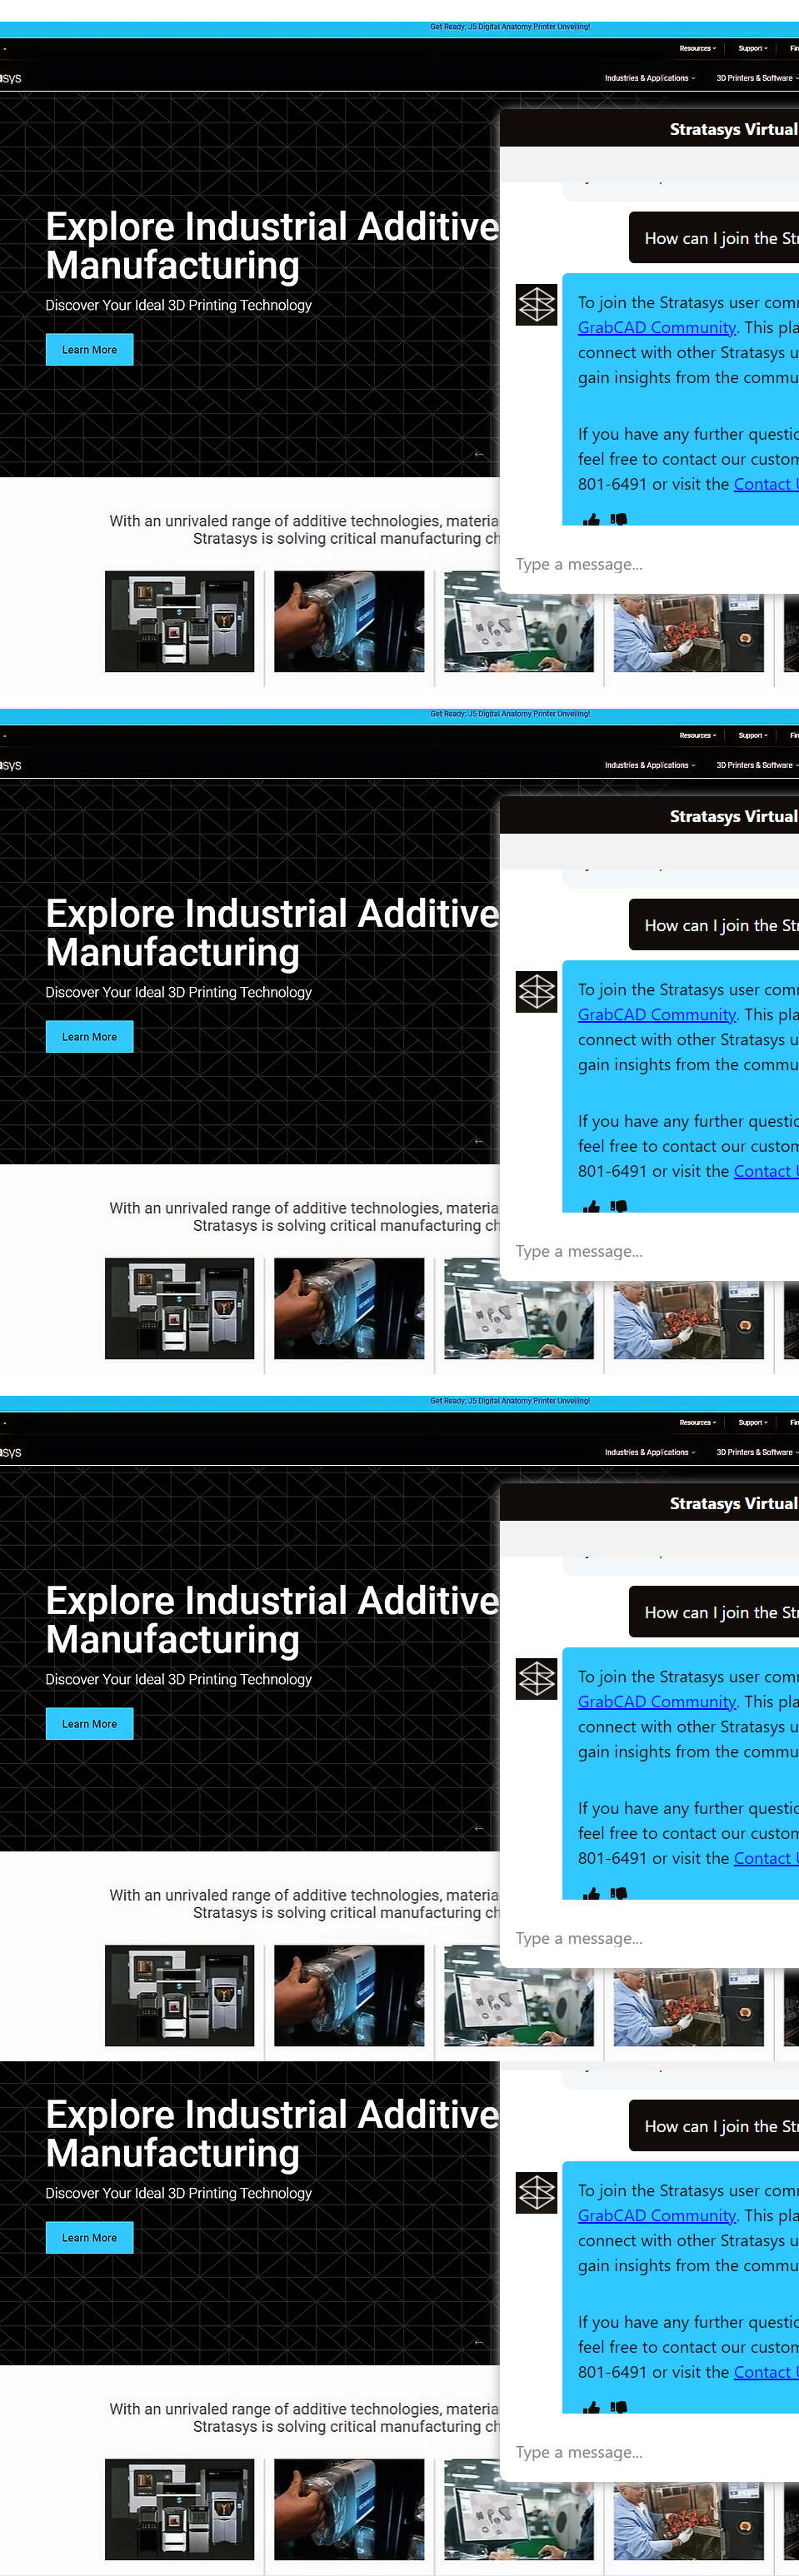 Get Ready: J5 Digital Anatomy Printer Unveiling!
Resources Support Fin
asys Industries & Applications 3D Printers & Software
Stratasys Virtual
Explore Industrial Additive
Manufacturing
Discover Your Ideal 3D Printing Technology
Learn More
How can I join the Str
To join the Stratasys user comm
GrabCAD Community. This pla
connect with other Stratasys u
gain insights from the commu
If you have any further questio
feel free to contact our custom
801-6491 or visit the Contact U
Type a message...
With an unrivaled range of additive technologies, materia
Stratasys is solving critical manufacturing ch
Get Ready: J5 Digital Anatomy Printer Unveiling!
Resources Support Fin
asys Industries & Applications 3D Printers & Software
Stratasys Virtual
Explore Industrial Additive
Manufacturing
Discover Your Ideal 3D Printing Technology
Learn More
How can I join the Str
To join the Stratasys user comm
GrabCAD Community. This pla
connect with other Stratasys u
gain insights from the commu
If you have any further questio
feel free to contact our custom
801-6491 or visit the Contact U
Type a message...
With an unrivaled range of additive technologies, materia
Stratasys is solving critical manufacturing ch
Get Ready: J5 Digital Anatomy Printer Unveiling!
Resources Support Fin
asys Industries & Applications 3D Printers & Software
Stratasys Virtual
Explore Industrial Additive
Manufacturing
Discover Your Ideal 3D Printing Technology
Learn More
How can I join the Str
To join the Stratasys user comm
GrabCAD Community. This pla
connect with other Stratasys u
gain insights from the commu
If you have any further questio
feel free to contact our custom
801-6491 or visit the Contact U
Type a message...
With an unrivaled range of additive technologies, materia
Stratasys is solving critical manufacturing ch
Explore Industrial Additive
Manufacturing
Discover Your Ideal 3D Printing Technology
Learn More
How can I join the Str
To join the Stratasys user comm
GrabCAD Community. This pla
connect with other Stratasys u
gain insights from the commu
If you have any further questio
feel free to contact our custom
801-6491 or visit the Contact U
Type a message...
With an unrivaled range of additive technologies, materia
Stratasys is solving critical manufacturing ch